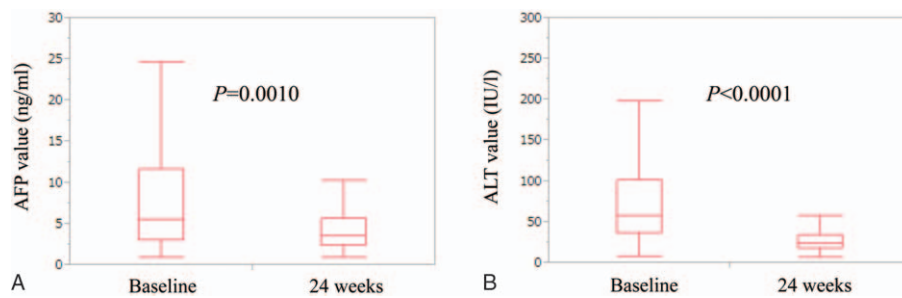 30
25
20
15
10
5
0
AFP value (ng/ml)
P=0.0010
Baseline
24 weeks
A
300
250
200
150
100
50
0
ALT value (IU/l)
P<0.0001
Baseline
24 weeks
B